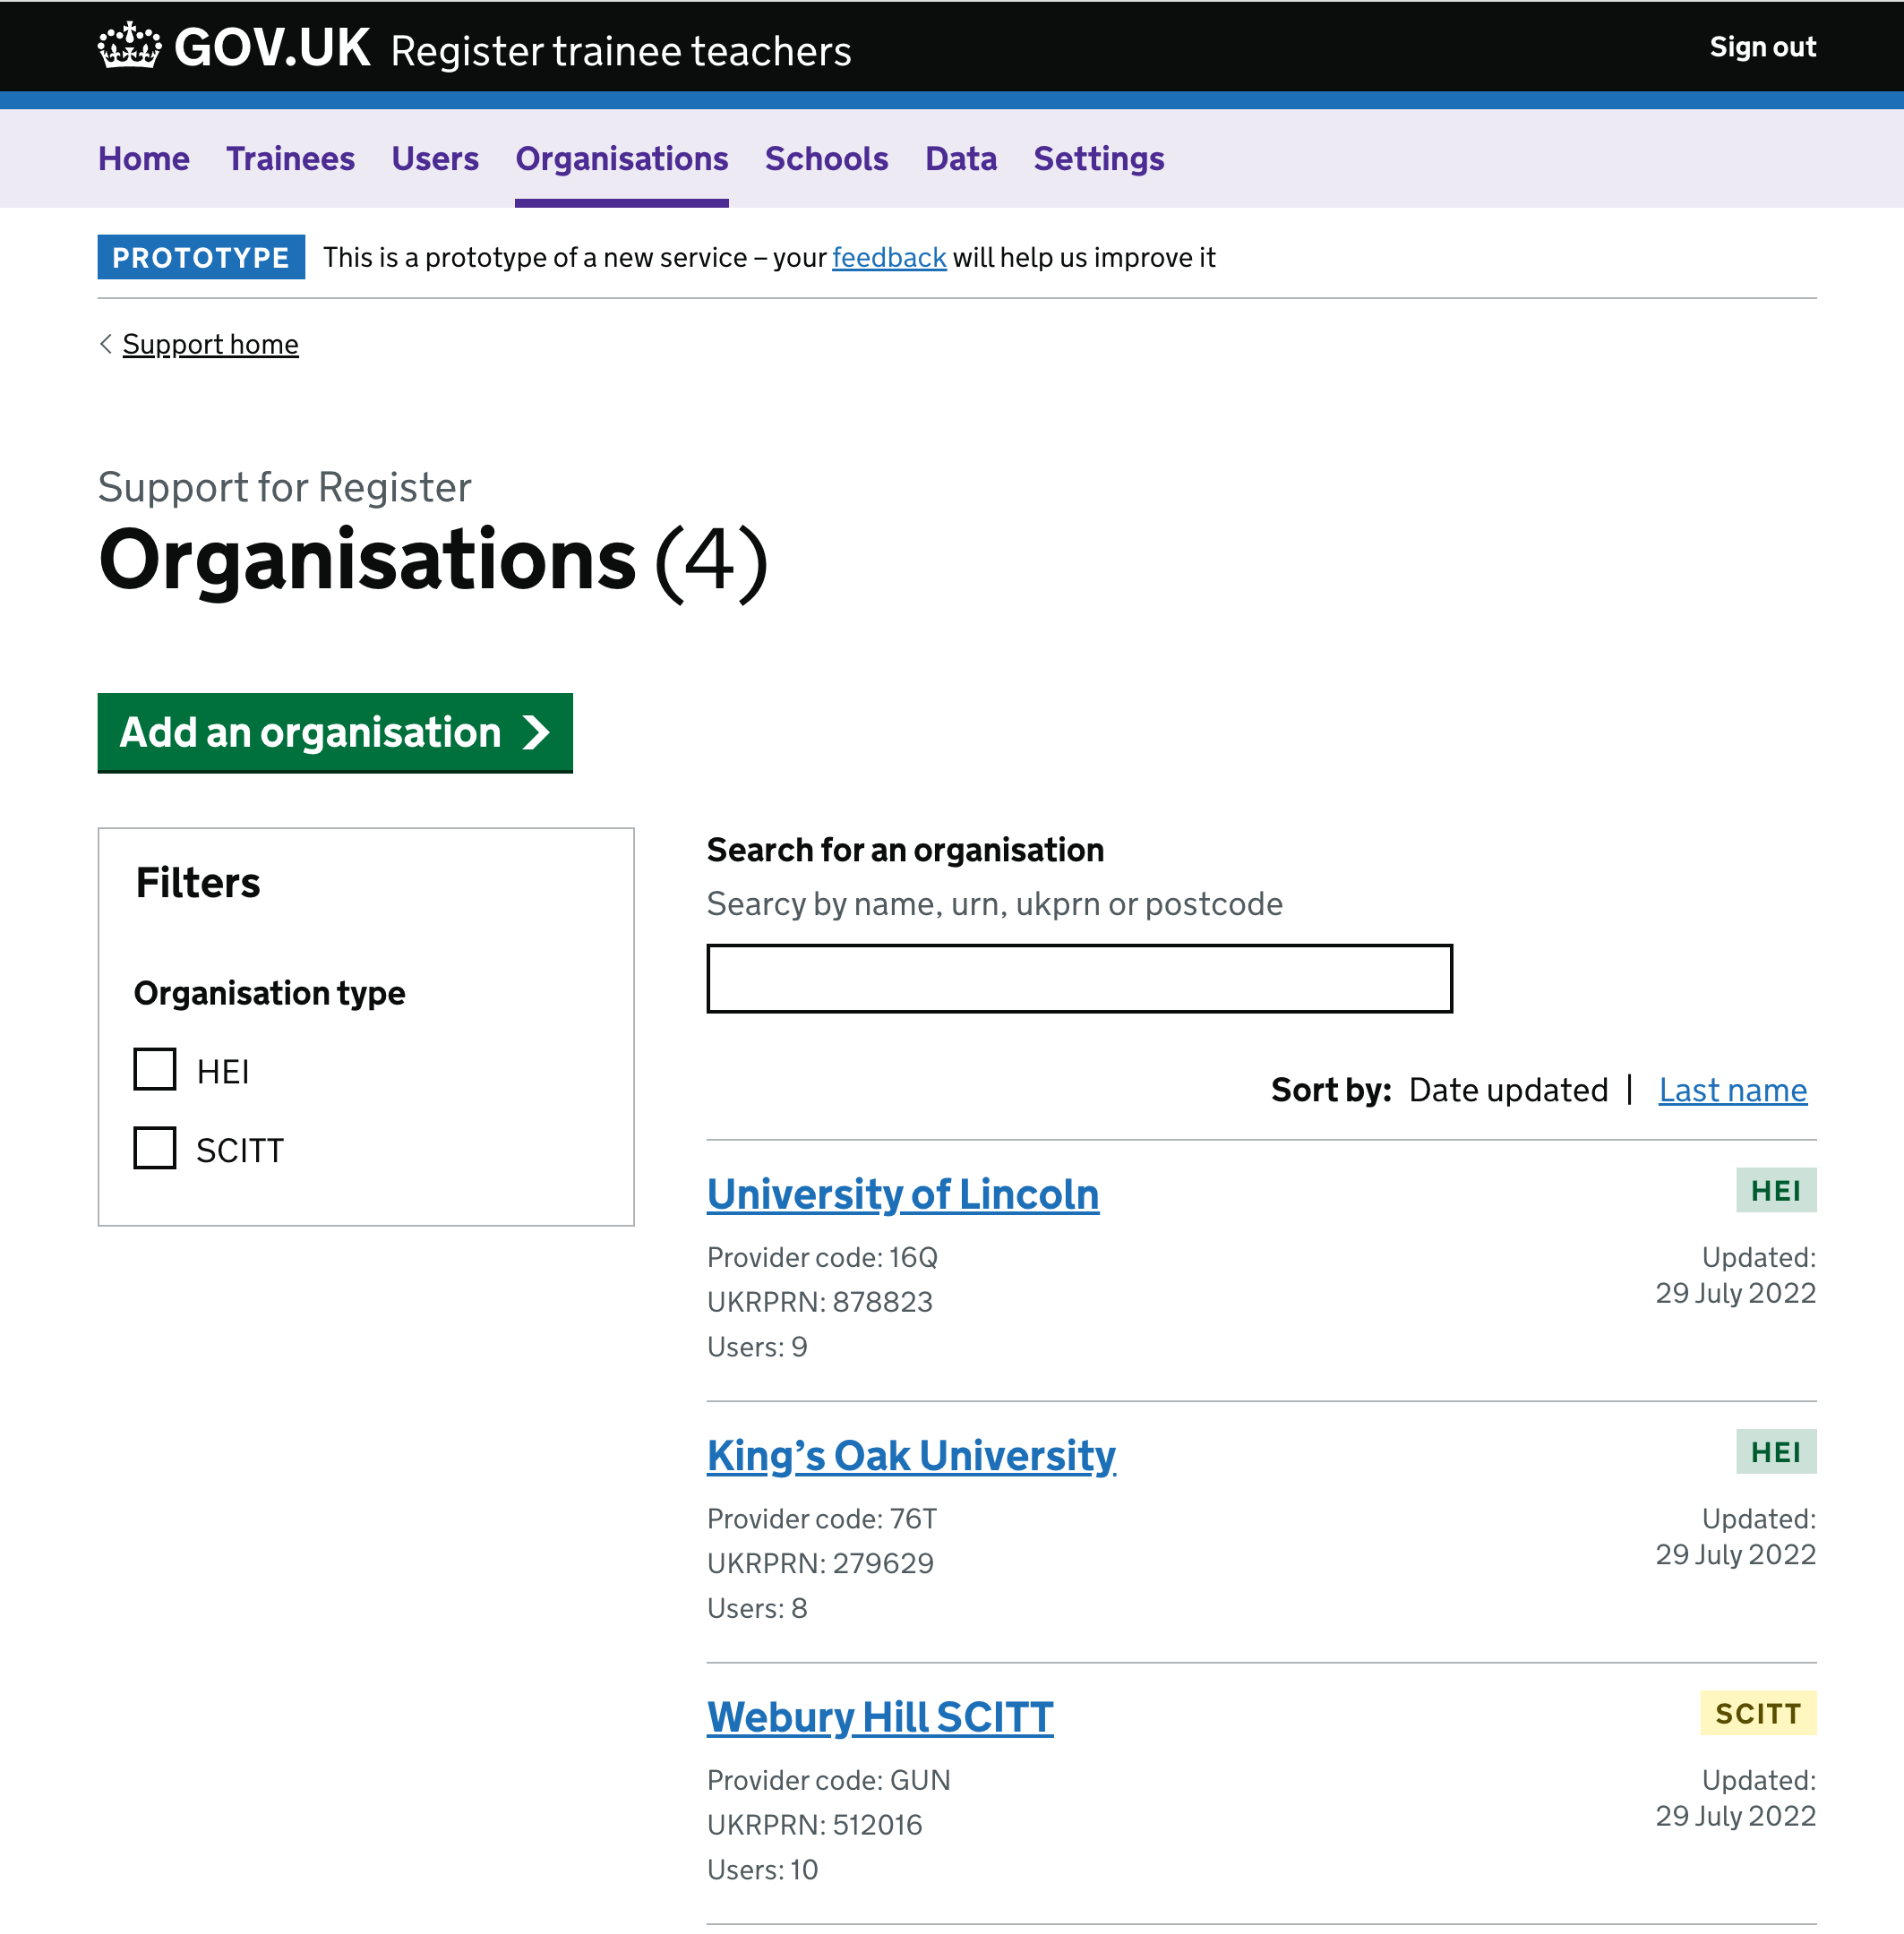 GOV.UK Register trainee teachers
Sign out
Home Trainees Users Organisations Schools Data Settings
PROTOTYPE This is a prototype of a new service – your feedback will help us improve it
Support home
Support for Register
Organisations (4)
Add an organisation
Filters
Organisation type
HEI
SCITT
Search for an organisation
Searcy by name, urn, ukprn or postcode
Sort by: Date updated | Last name
University of Lincoln
HEI
Provider code: 16Q
UKRPRN: 878823
Users: 9
Updated:
29 July 2022
King’s Oak University
HEI
Provider code: 76T
UKRPRN: 279629
Users: 8
Updated:
29 July 2022
Webury Hill SCITT
SCITT
Provider code: GUN
UKRPRN: 512016
Users: 10
Updated:
29 July 2022